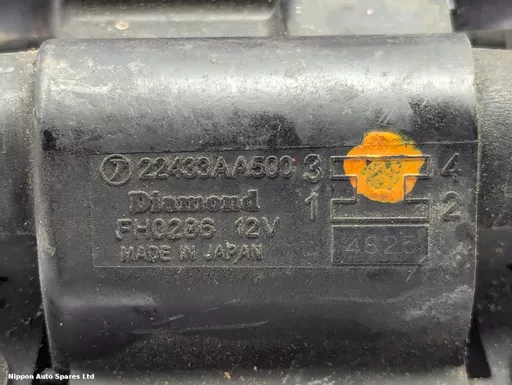 22433AA500 3 4
Diamond 1 2
FH0286 12V
MADE IN JAPAN 4825
Nippon Auto Spares Ltd